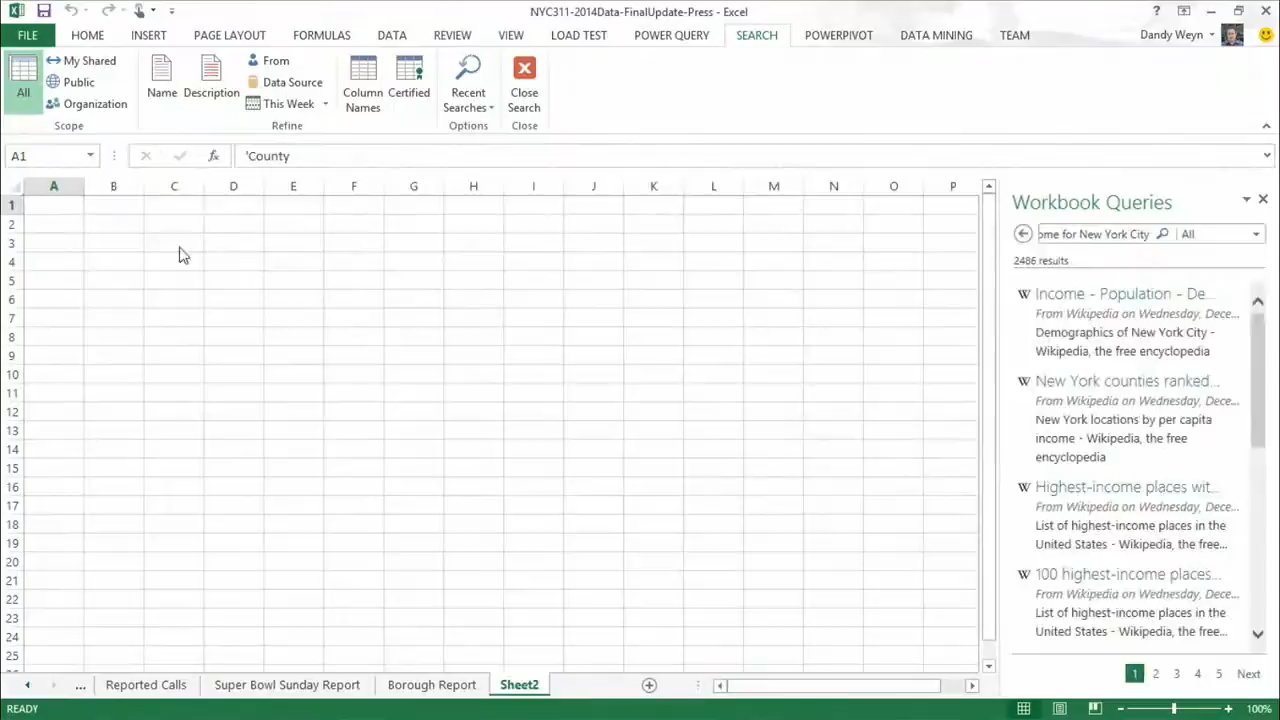 NYC311-2014Data-FinalUpdate-Press - Excel
?
FILE HOME INSERT PAGE LAYOUT FORMULAS DATA REVIEW VIEW LOAD TEST POWER QUERY SEARCH POWERPIVOT DATA MINING TEAM Dandy Weyn
All
My Shared
Public
Organization
Scope
Name
Description
From
Data Source
This Week
Refine
Column
Names
Certified
Recent
Searches
Options
Close
Search
Close
A1 fx 'County
A B C D E F G H I J K L M N O P
1
2
3
4
5
6
7
8
9
10
11
12
13
14
15
16
17
18
19
20
21
22
23
24
25
Workbook Queries
ome for New York City All
2486 results
W Income - Population - De...
From Wikipedia on Wednesday, Dece...
Demographics of New York City -
Wikipedia, the free encyclopedia
W New York counties ranked...
From Wikipedia on Wednesday, Dece...
New York locations by per capita
income - Wikipedia, the free
encyclopedia
W Highest-income places wit...
From Wikipedia on Wednesday, Dece...
List of highest-income places in the
United States - Wikipedia, the free...
W 100 highest-income places...
From Wikipedia on Wednesday, Dece...
List of highest-income places in the
United States - Wikipedia, the free...
1 2 3 4 5 Next
... Reported Calls Super Bowl Sunday Report Borough Report Sheet2
READY 100%